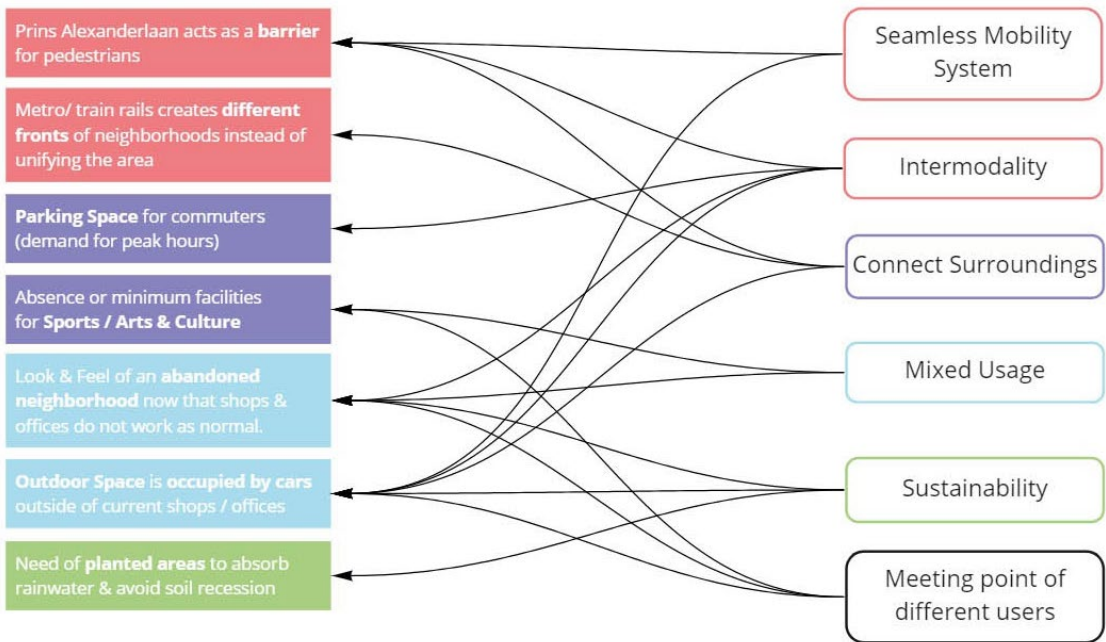 Prins Alexanderlaan acts as a barrier
for pedestrians
Metro/ train rails creates different
fronts of neighborhoods instead of
unifying the area
Parking Space for commuters
(demand for peak hours)
Absence or minimum facilities
for Sports / Arts & Culture
Look & Feel of an abandoned
neighborhood now that shops &
offices do not work as normal.
Outdoor Space is occupied by cars
outside of current shops / offices
Need of planted areas to absorb
rainwater & avoid soil recession
Seamless Mobility
System
Intermodality
Connect Surroundings
Mixed Usage
Sustainability
Meeting point of
different users